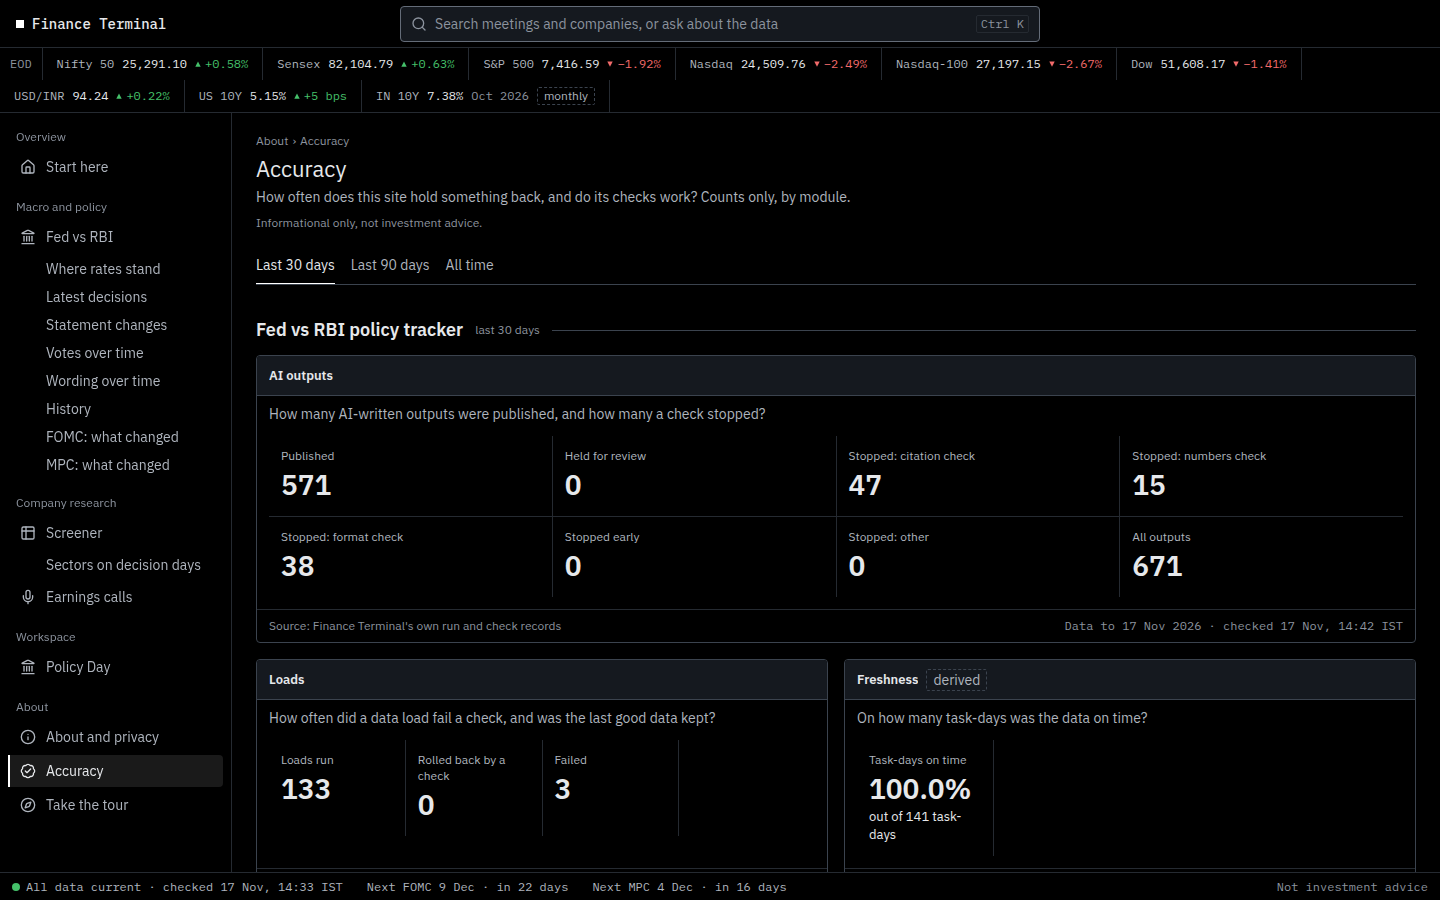 Finance Terminal
Search meetings and companies, or ask about the data
Ctrl K
EOD
Nifty 50 25,291.10 ▲ +0.58%
Sensex 82,104.79 ▲ +0.63%
S&P 500 7,416.59 ▼ −1.92%
Nasdaq 24,509.76 ▼ −2.49%
Nasdaq-100 27,197.15 ▼ −2.67%
Dow 51,608.17 ▼ −1.41%
USD/INR 94.24 ▲ +0.22%
US 10Y 5.15% ▲ +5 bps
IN 10Y 7.38% Oct 2026 monthly
Overview
Start here
Macro and policy
Fed vs RBI
Where rates stand
Latest decisions
Statement changes
Votes over time
Wording over time
History
FOMC: what changed
MPC: what changed
Company research
Screener
Sectors on decision days
Earnings calls
Workspace
Policy Day
About
About and privacy
Accuracy
Take the tour
About › Accuracy
Accuracy
How often does this site hold something back, and do its checks work? Counts only, by module.
Informational only, not investment advice.
Last 30 days
Last 90 days
All time
Fed vs RBI policy tracker last 30 days
AI outputs
How many AI-written outputs were published, and how many a check stopped?
Published
571
Held for review
0
Stopped: citation check
47
Stopped: numbers check
15
Stopped: format check
38
Stopped early
0
Stopped: other
0
All outputs
671
Source: Finance Terminal's own run and check records
Data to 17 Nov 2026 · checked 17 Nov, 14:42 IST
Loads
How often did a data load fail a check, and was the last good data kept?
Loads run
133
Rolled back by a
check
0
Failed
3
Freshness derived
On how many task-days was the data on time?
Task-days on time
100.0%
out of 141 task-
days
All data current · checked 17 Nov, 14:33 IST
Next FOMC 9 Dec · in 22 days
Next MPC 4 Dec · in 16 days
Not investment advice